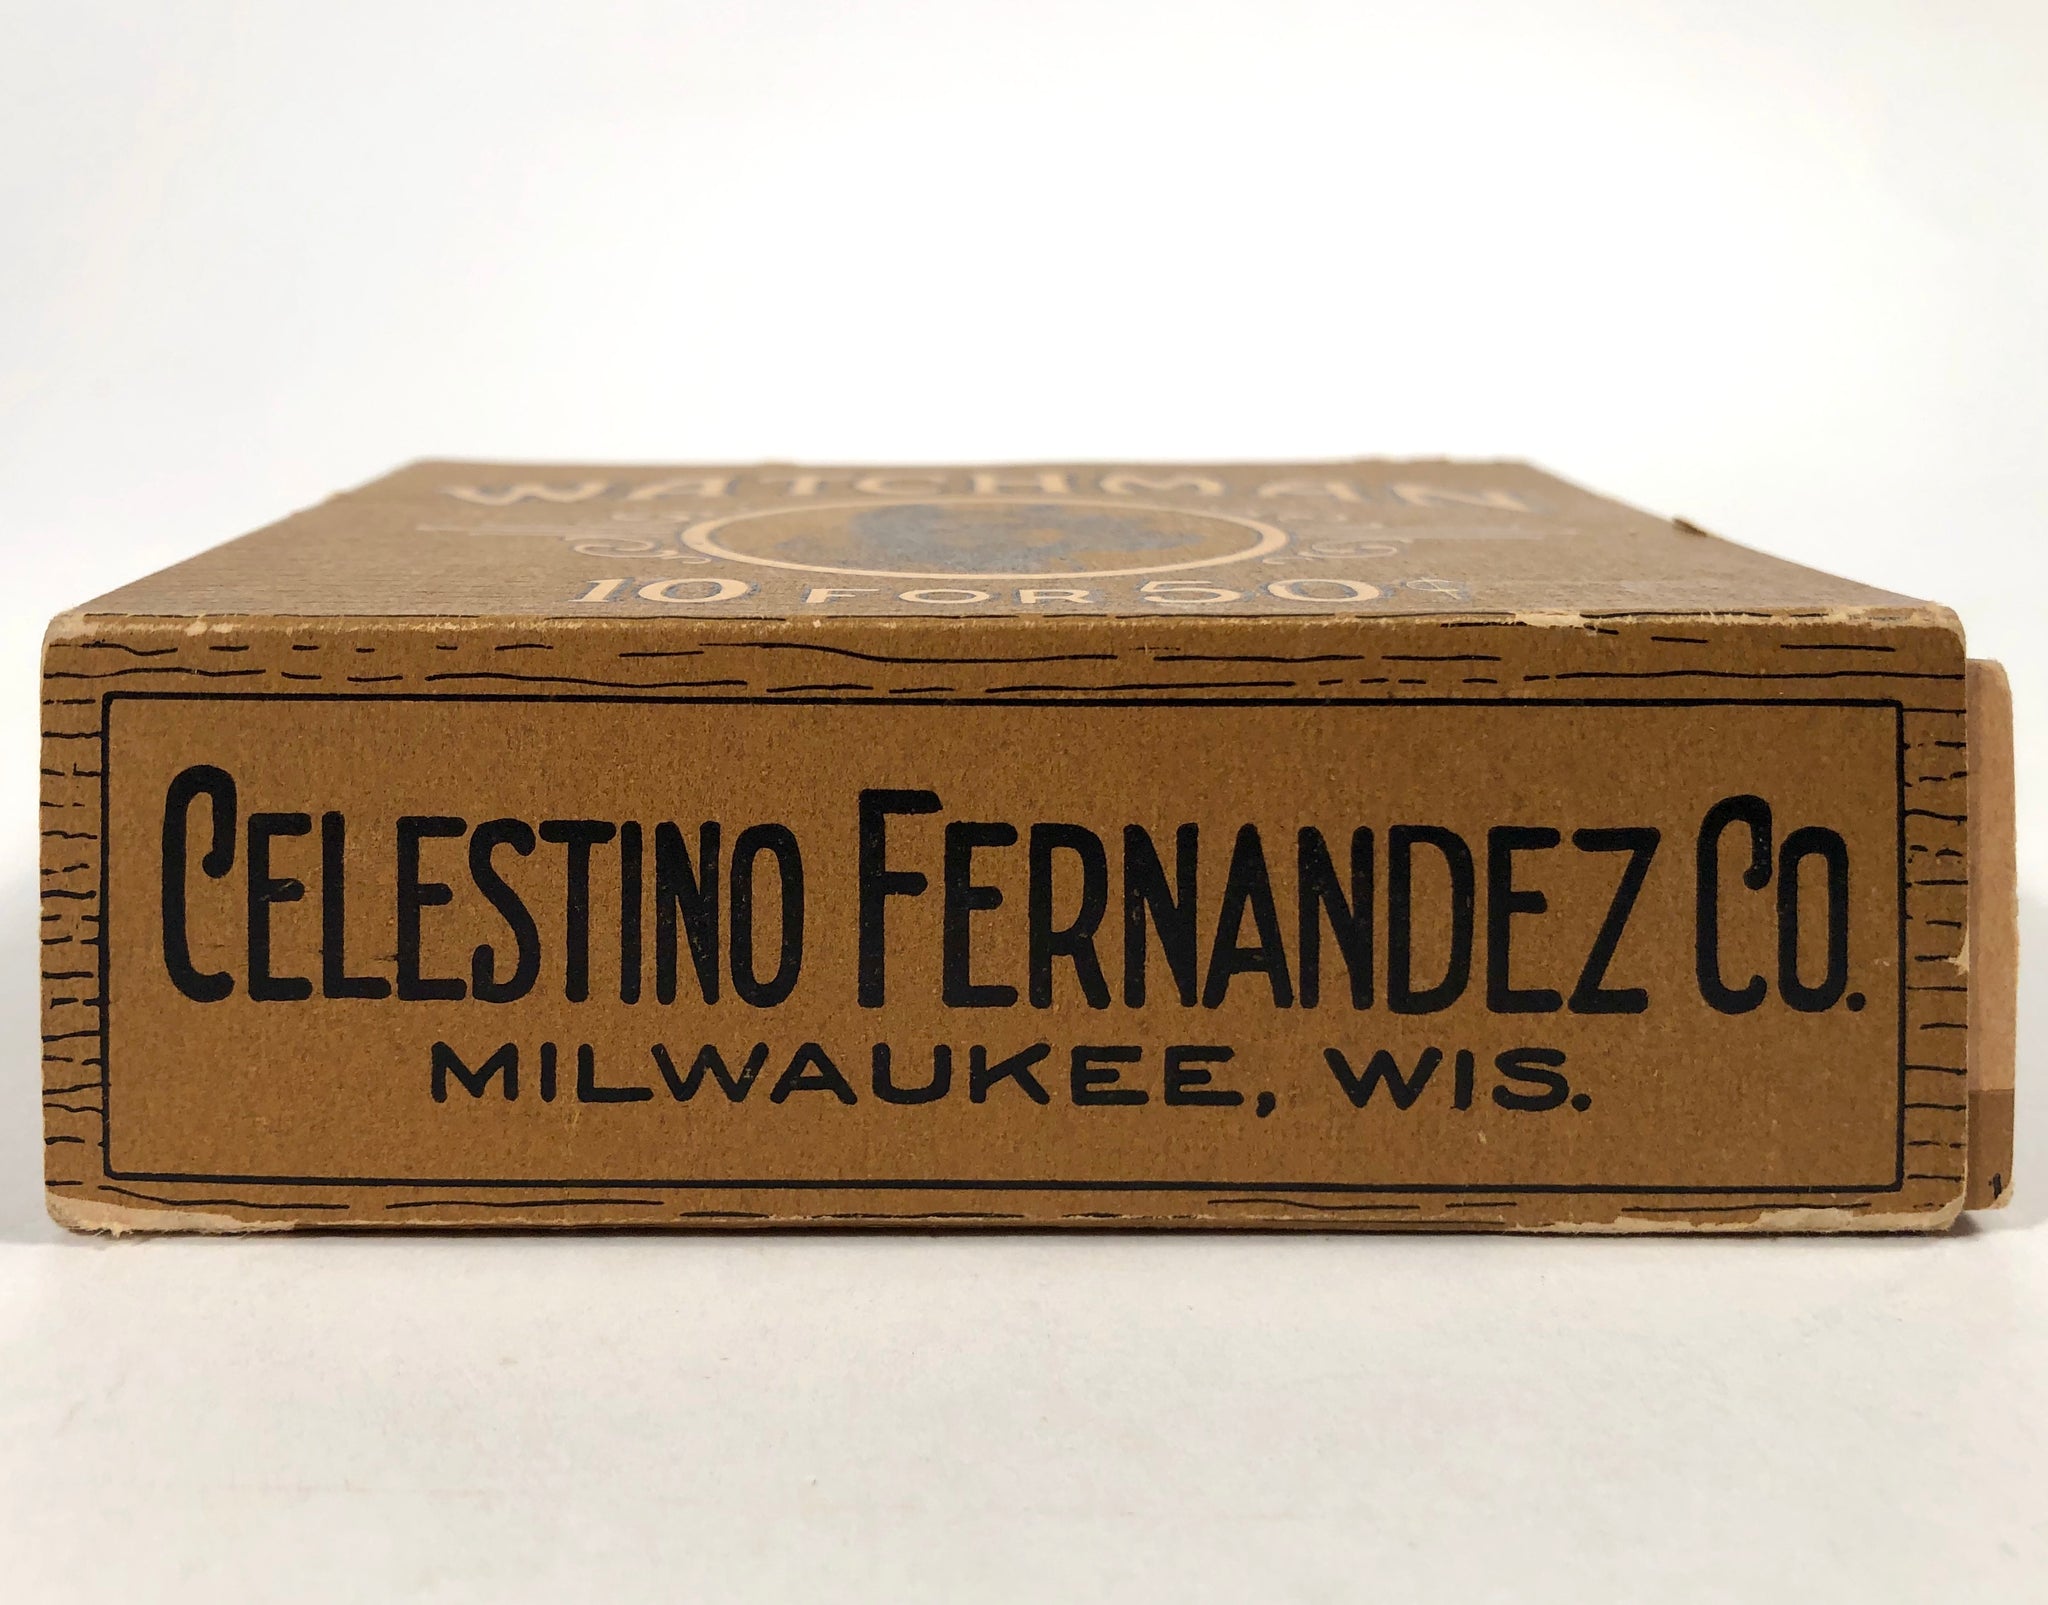 WATCHMAN
10 FOR 50¢
CELESTINO FERNANDEZ CO.
MILWAUKEE, WIS.